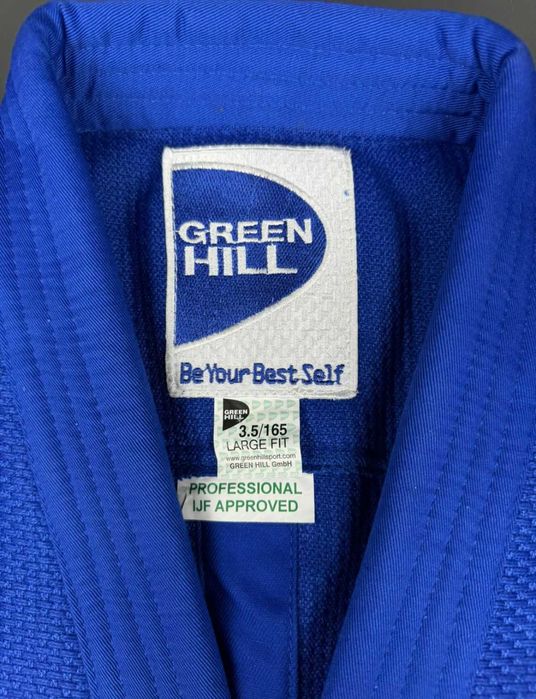 GREEN
HILL
Be Your Best Self
GREEN
HILL
3.5/165
LARGE FIT
www.greenhillsport.com
GREEN HILL GmbH
PROFESSIONAL
IJF APPROVED